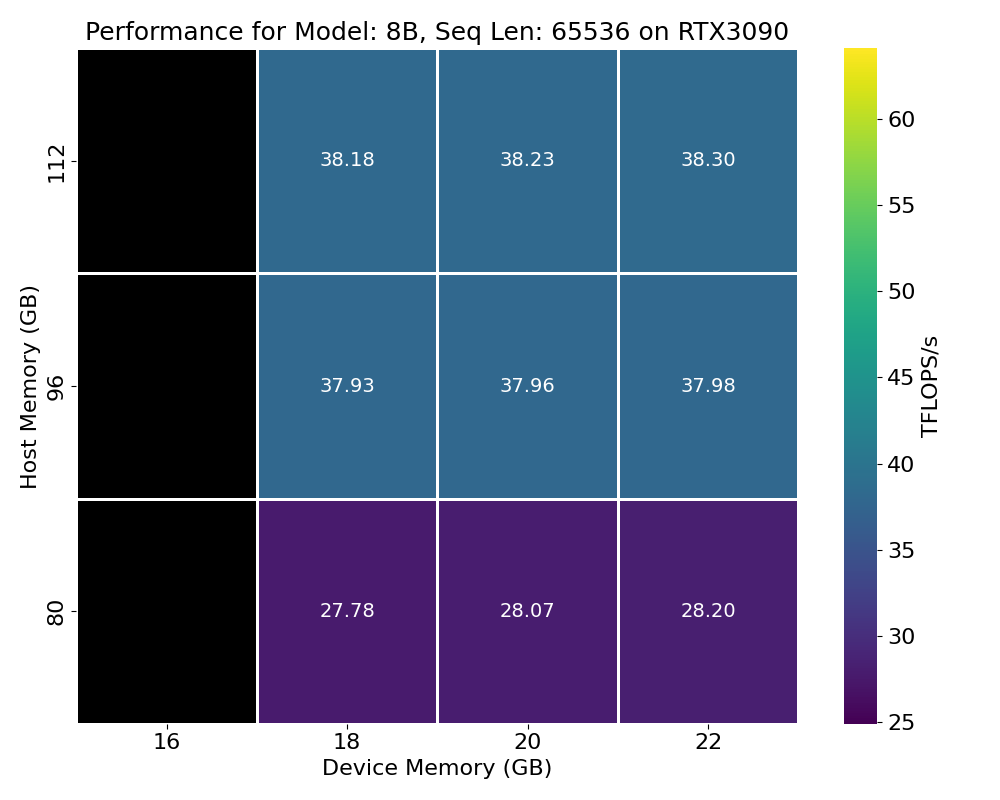 Performance for Model: 8B, Seq Len: 65536 on RTX3090
Host Memory (GB)
112
38.18 38.23 38.30
96
37.93 37.96 37.98
80
27.78 28.07 28.20
16 18 20 22
Device Memory (GB)
60
55
50
45
40
35
30
25
TFLOPS/s